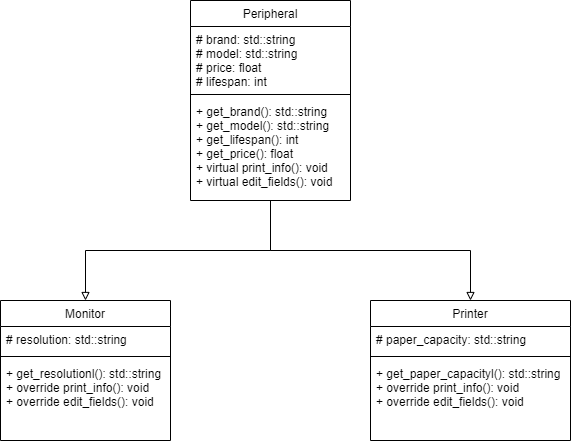 Peripheral
# brand: std::string
# model: std::string
# price: float
# lifespan: int
+ get_brand(): std::string
+ get_model(): std::string
+ get_lifespan(): int
+ get_price(): float
+ virtual print_info(): void
+ virtual edit_fields(): void
Monitor
# resolution: std::string
+ get_resolutionl(): std::string
+ override print_info(): void
+ override edit_fields(): void
Printer
# paper_capacity: std::string
+ get_paper_capacityl(): std::string
+ override print_info(): void
+ override edit_fields(): void